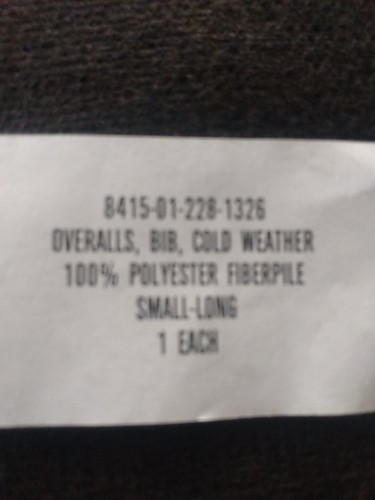 8415-01-228-1326
OVERALLS, BIB, COLD WEATHER
100% POLYESTER FIBERPILE
SMALL-LONG
1 EACH